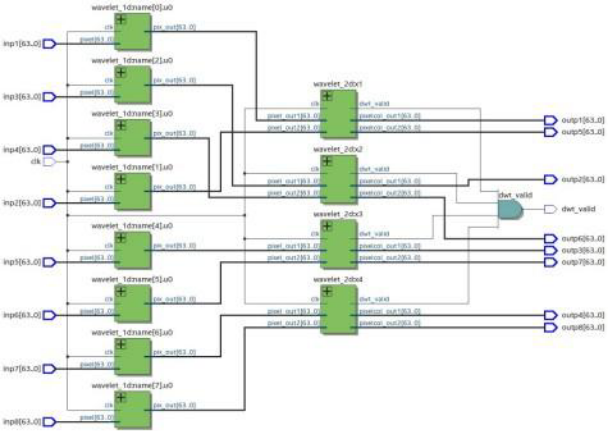 wavelet_1d:name[0].u0
clk
pixel[63..0]
pix_out[63..0]
inp1[63..0]
wavelet_1d:name[2].u0
clk
pixel[63..0]
pix_out[63..0]
inp3[63..0]
wavelet_1d:name[3].u0
clk
pixel[63..0]
pix_out[63..0]
inp4[63..0]
clk
wavelet_1d:name[1].u0
clk
pixel[63..0]
pix_out[63..0]
inp2[63..0]
wavelet_1d:name[4].u0
clk
pixel[63..0]
pix_out[63..0]
inp5[63..0]
wavelet_1d:name[5].u0
clk
pixel[63..0]
pix_out[63..0]
inp6[63..0]
wavelet_1d:name[6].u0
clk
pixel[63..0]
pix_out[63..0]
inp7[63..0]
wavelet_1d:name[7].u0
clk
pixel[63..0]
pix_out[63..0]
inp8[63..0]
wavelet_2d:x1
clk
pixel_out1[63..0]
pixel_out2[63..0]
dwt_valid
pixelcol_out1[63..0]
pixelcol_out2[63..0]
wavelet_2d:x2
clk
pixel_out1[63..0]
pixel_out2[63..0]
dwt_valid
pixelcol_out1[63..0]
pixelcol_out2[63..0]
wavelet_2d:x3
clk
pixel_out1[63..0]
pixel_out2[63..0]
dwt_valid
pixelcol_out1[63..0]
pixelcol_out2[63..0]
wavelet_2d:x4
clk
pixel_out2[63..0]
pixel_out1[63..0]
dwt_valid
pixelcol_out1[63..0]
pixelcol_out2[63..0]
outp1[63..0]
outp5[63..0]
outp2[63..0]
dwt_valid
dwt_valid
outp6[63..0]
outp3[63..0]
outp7[63..0]
outp4[63..0]
outp8[63..0]